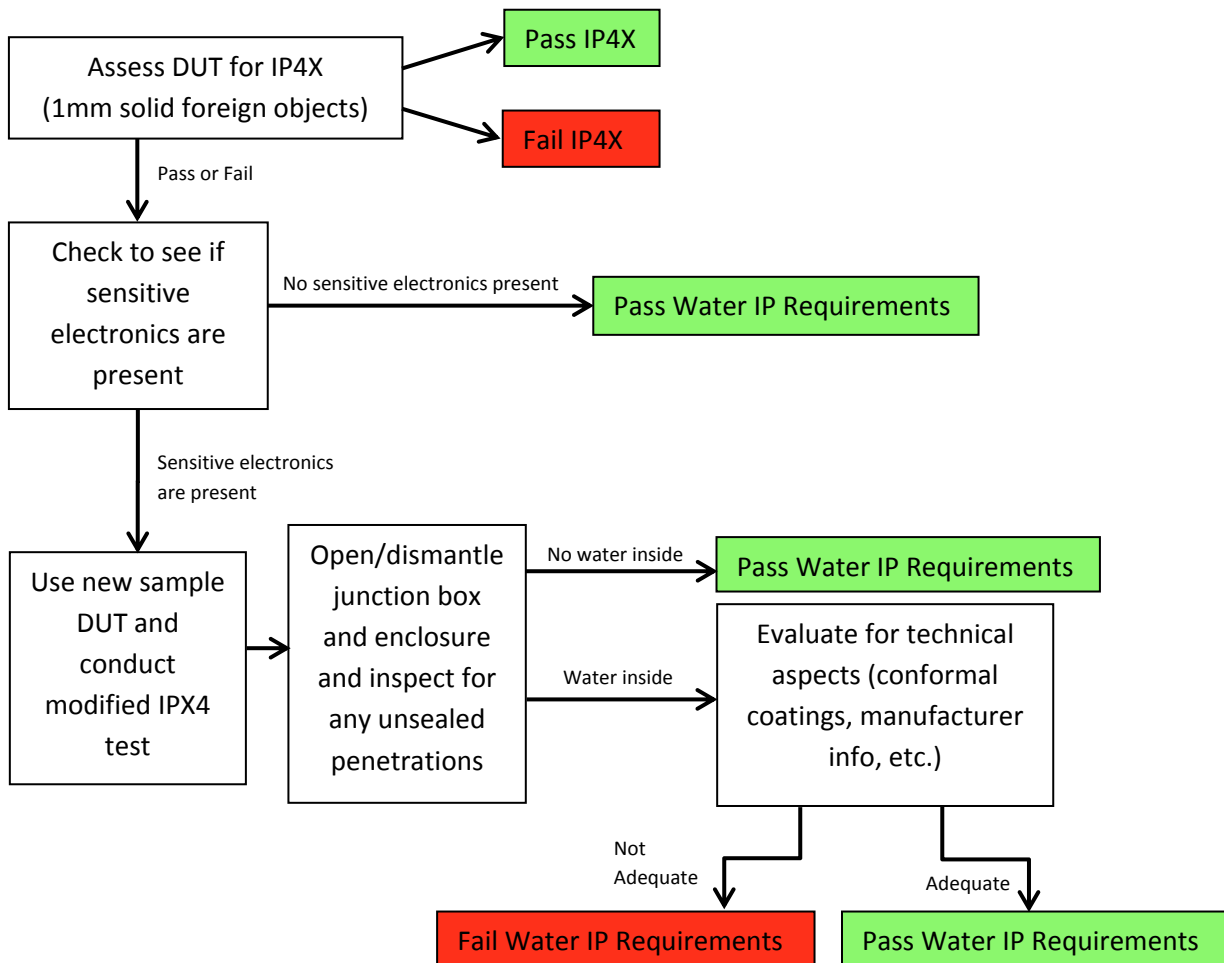 Assess DUT for IP4X
(1mm solid foreign objects)
Pass IP4X
Fail IP4X
Pass or Fail
Check to see if
sensitive
electronics are
present
No sensitive electronics present
Pass Water IP Requirements
Sensitive electronics
are present
Use new sample
DUT and
conduct
modified IPX4
test
Open/dismantle
junction box
and enclosure
and inspect for
any unsealed
penetrations
No water inside
Pass Water IP Requirements
Water inside
Evaluate for technical
aspects (conformal
coatings, manufacturer
info, etc.)
Not
Adequate
Adequate
Fail Water IP Requirements
Pass Water IP Requirements